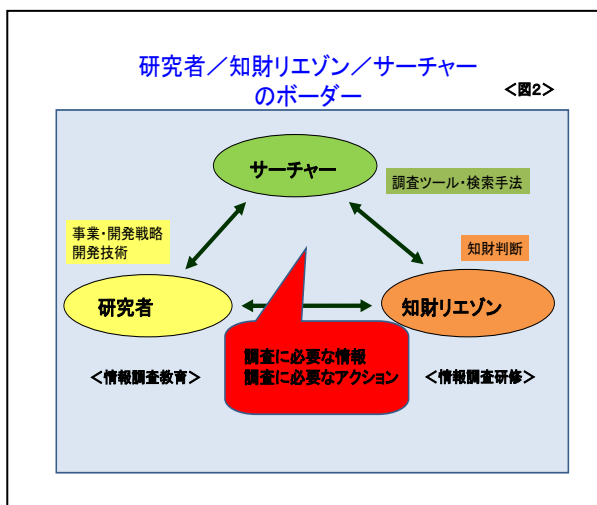 研究者／知財リエゾン／サーチャー
のボーダー
＜図2＞
サーチャー
調査ツール・検索手法
事業・開発戦略
開発技術
知財判断
研究者
知財リエゾン
調査に必要な情報
調査に必要なアクション
＜情報調査教育＞
＜情報調査研修＞